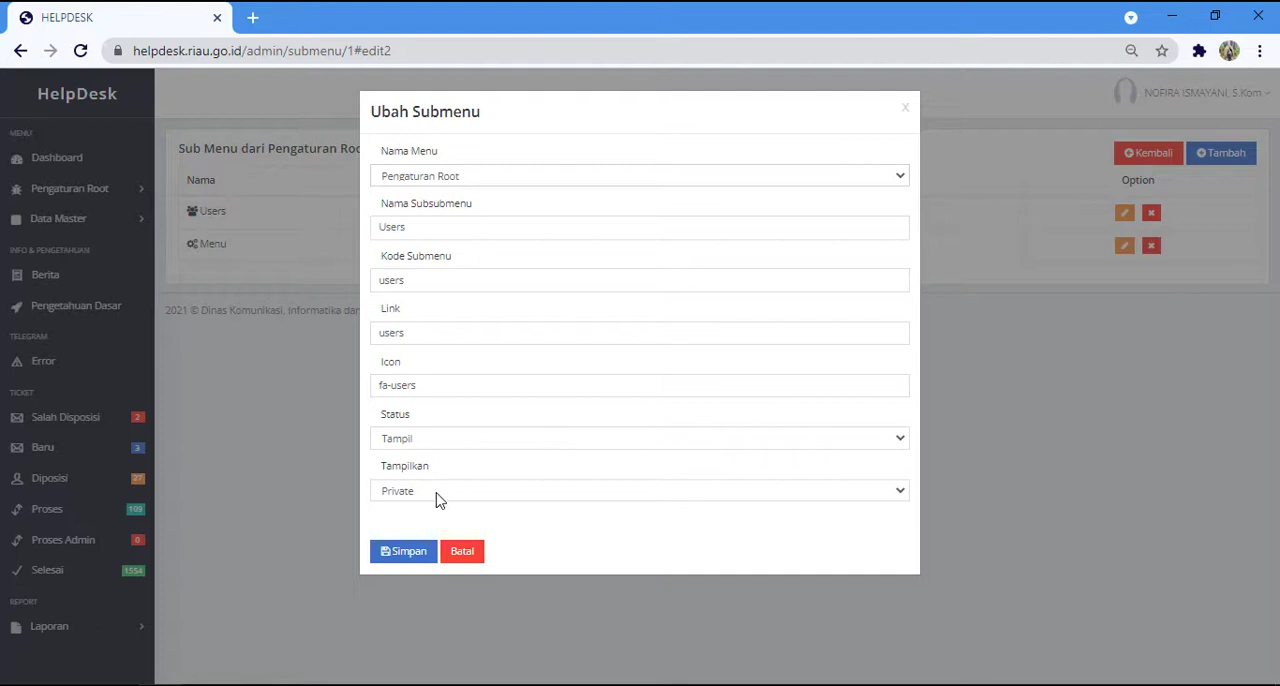 HELPDESK
helpdesk.riau.go.id/admin/submenu/1#edit2
HelpDesk
NOFIRA ISMAYANI, S.Kom
MENU
Dashboard
Pengaturan Root
Data Master
INFO & PENGETAHUAN
Berita
Pengetahuan Dasar
TELEGRAM
Error
TICKET
Salah Disposisi 2
Baru 3
Diposisi 27
Proses 109
Proses Admin 0
Selesai 1554
REPORT
Laporan
Sub Menu dari Pengaturan Roo
Kembali Tambah
Nama Option
Users
Menu
2021 © Dinas Komunikasi, Informatika dan
Ubah Submenu
X
Nama Menu
Pengaturan Root
Nama Subsubmenu
Users
Kode Submenu
users
Link
users
Icon
fa-users
Status
Tampil
Tampilkan
Private
Simpan Batal